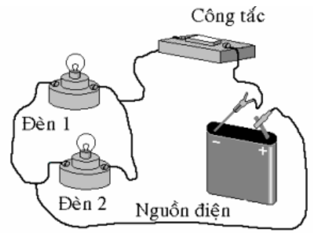 Công tắc
Đèn 1
Đèn 2
Nguồn điện
− +